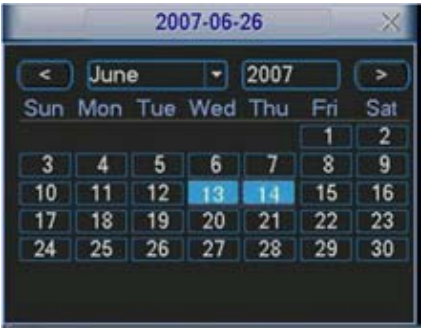 2007-06-26
< June 2007 >
Sun Mon Tue Wed Thu Fri Sat
1 2
3 4 5 6 7 8 9
10 11 12 13 14 15 16
17 18 19 20 21 22 23
24 25 26 27 28 29 30